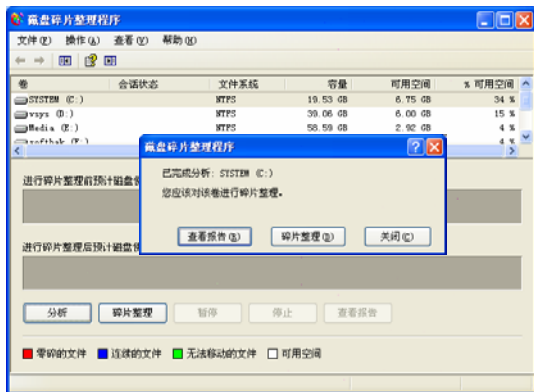 磁盘碎片整理程序
文件(F) 操作(A) 查看(V) 帮助(H)
卷 会话状态 文件系统 容量 可用空间 % 可用空间
SYSTEM (C:) NTFS 19.53 GB 6.75 GB 34 %
vsys (D:) NTFS 39.06 GB 6.00 GB 15 %
Media (E:) NTFS 58.59 GB 2.92 GB 4 %
softbak (F:) 4 %
磁盘碎片整理程序
已完成分析: SYSTEM (C:)
您应该对该卷进行碎片整理。
查看报告(R) 碎片整理(D) 关闭(C)
进行碎片整理前预计磁盘使
进行碎片整理后预计磁盘使
分析 碎片整理 暂停 停止 查看报告
零碎的文件 连续的文件 无法移动的文件 可用空间